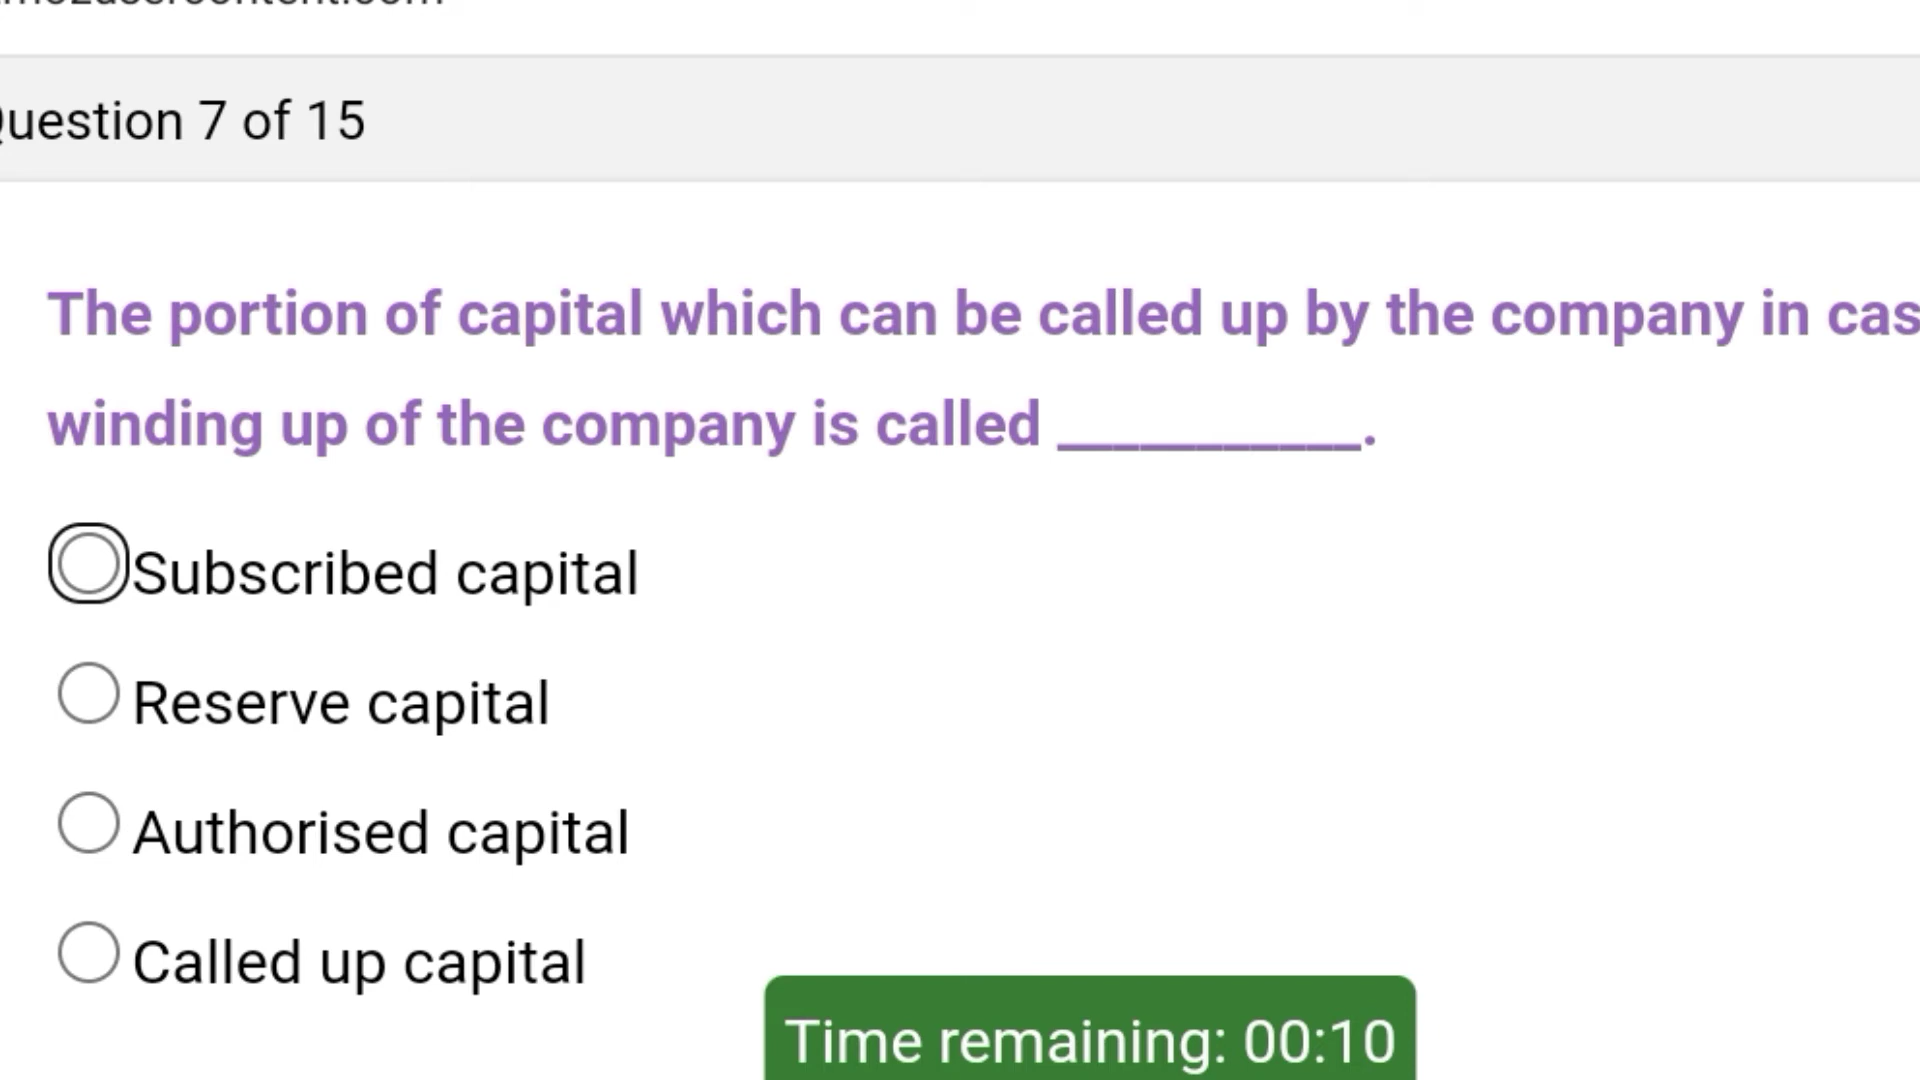 Question 7 of 15
The portion of capital which can be called up by the company in cas
winding up of the company is called ___________.
Subscribed capital
Reserve capital
Authorised capital
Called up capital
Time remaining: 00:10